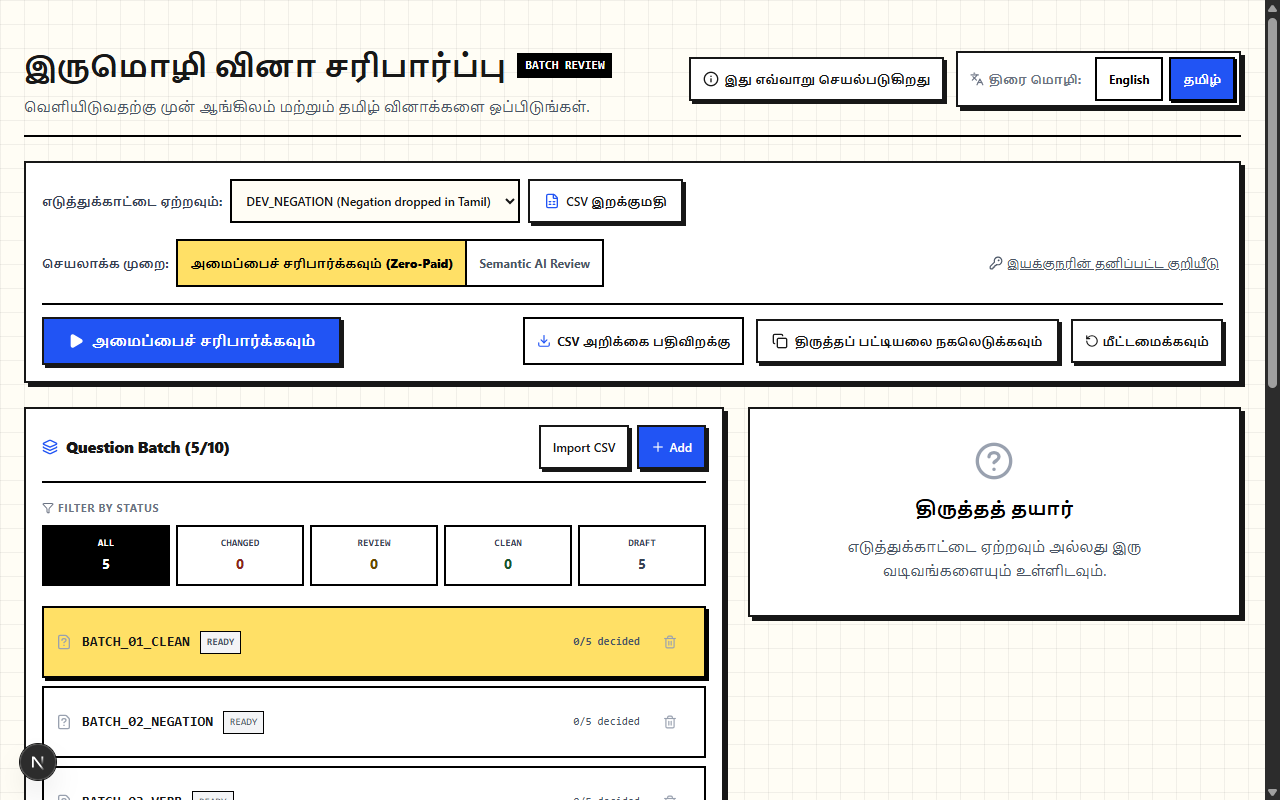 இருமொழி வினா சரிபார்ப்பு BATCH REVIEW
வெளியிடுவதற்கு முன் ஆங்கிலம் மற்றும் தமிழ் வினாக்களை ஒப்பிடுங்கள்.
இது எவ்வாறு செயல்படுகிறது
திரை மொழி: English தமிழ்
எடுத்துக்காட்டை ஏற்றவும்: DEV_NEGATION (Negation dropped in Tamil) CSV இறக்குமதி
செயலாக்க முறை: அமைப்பைச் சரிபார்க்கவும் (Zero-Paid) Semantic AI Review இயக்குநரின் தனிப்பட்ட குறியீடு
அமைப்பைச் சரிபார்க்கவும் CSV அறிக்கை பதிவிறக்கு திருத்தப் பட்டியலை நகலெடுக்கவும் மீட்டமைக்கவும்
Question Batch (5/10) Import CSV + Add
FILTER BY STATUS
ALL CHANGED REVIEW CLEAN DRAFT
5 0 0 0 5
BATCH_01_CLEAN READY 0/5 decided
BATCH_02_NEGATION READY 0/5 decided
BATCH_03_VERB READY 0/5 decided
திருத்தத் தயார்
எடுத்துக்காட்டை ஏற்றவும் அல்லது இரு
வடிவங்களையும் உள்ளிடவும்.
N